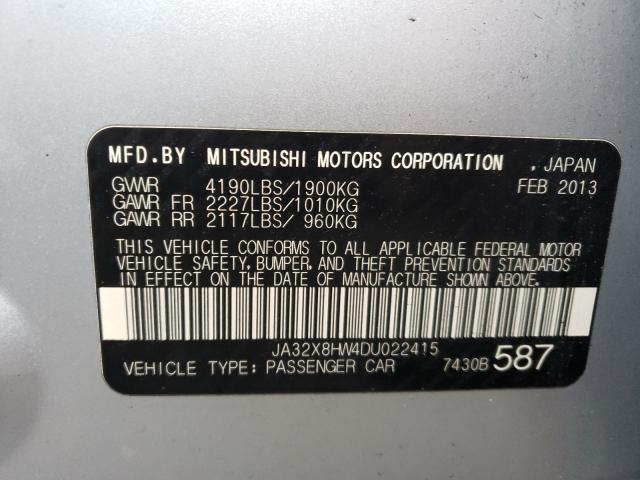 MFD.BY MITSUBISHI MOTORS CORPORATION , JAPAN
GVWR 4190LBS/1900KG FEB 2013
GAWR FR 2227LBS/1010KG
GAWR RR 2117LBS/ 960KG
THIS VEHICLE CONFORMS TO ALL APPLICABLE FEDERAL MOTOR
VEHICLE SAFETY, BUMPER, AND THEFT PREVENTION STANDARDS
IN EFFECT ON THE DATE OF MANUFACTURE SHOWN ABOVE.
JA32X8HW4DU022415
VEHICLE TYPE: PASSENGER CAR 7430B 587